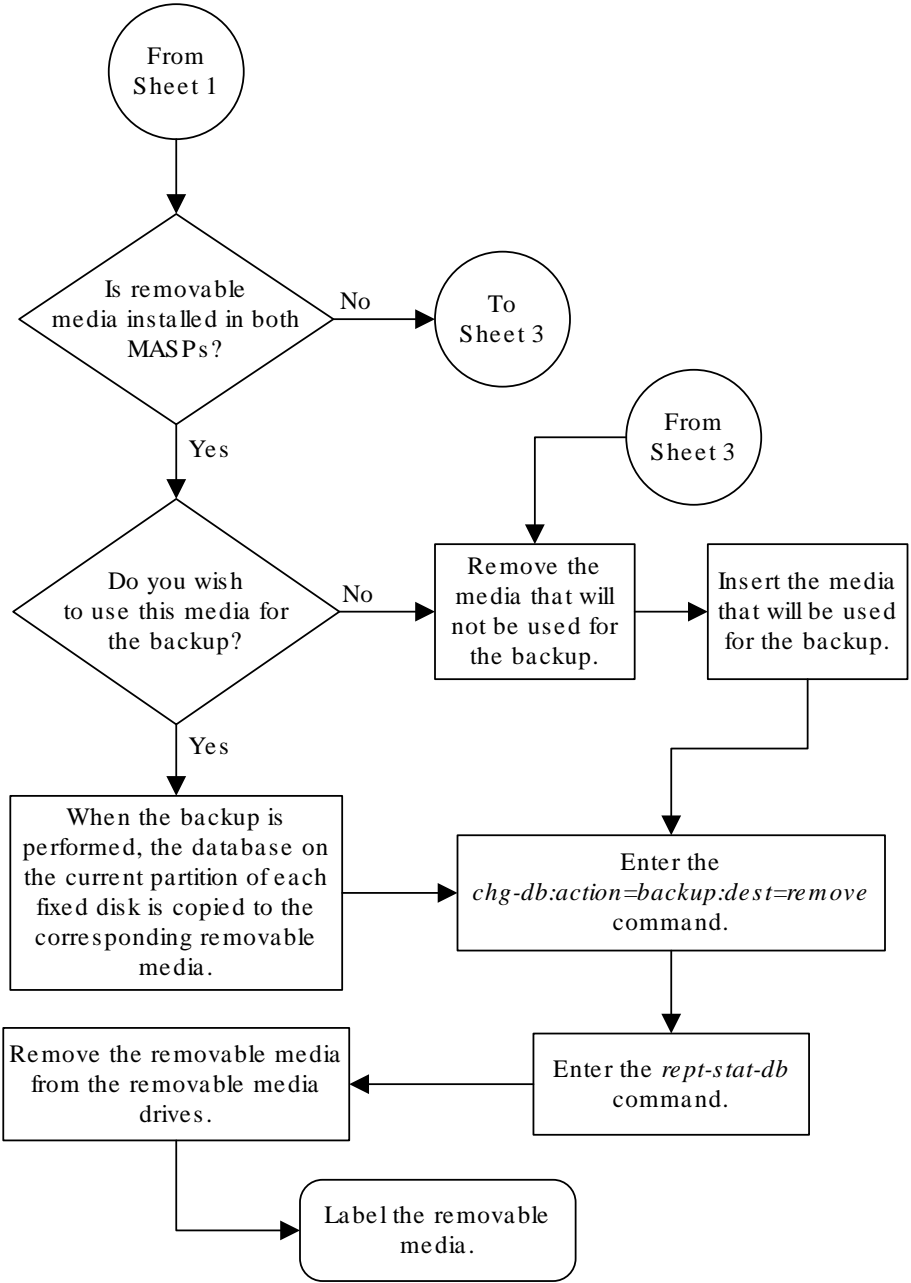 From
Sheet 1
Is removable
media installed in both
MASPs?
No
To
Sheet 3
Yes
From
Sheet 3
Do you wish
to use this media for
the backup?
No
Remove the
media that will
not be used for
the backup.
Insert the media
that will be used
for the backup.
Yes
When the backup is
performed, the database on
the current partition of each
fixed disk is copied to the
corresponding removable
media.
Enter the
chg-db:action=backup:dest=remove
command.
Enter the rept-stat-db
command.
Remove the removable media
from the removable media
drives.
Label the removable
media.